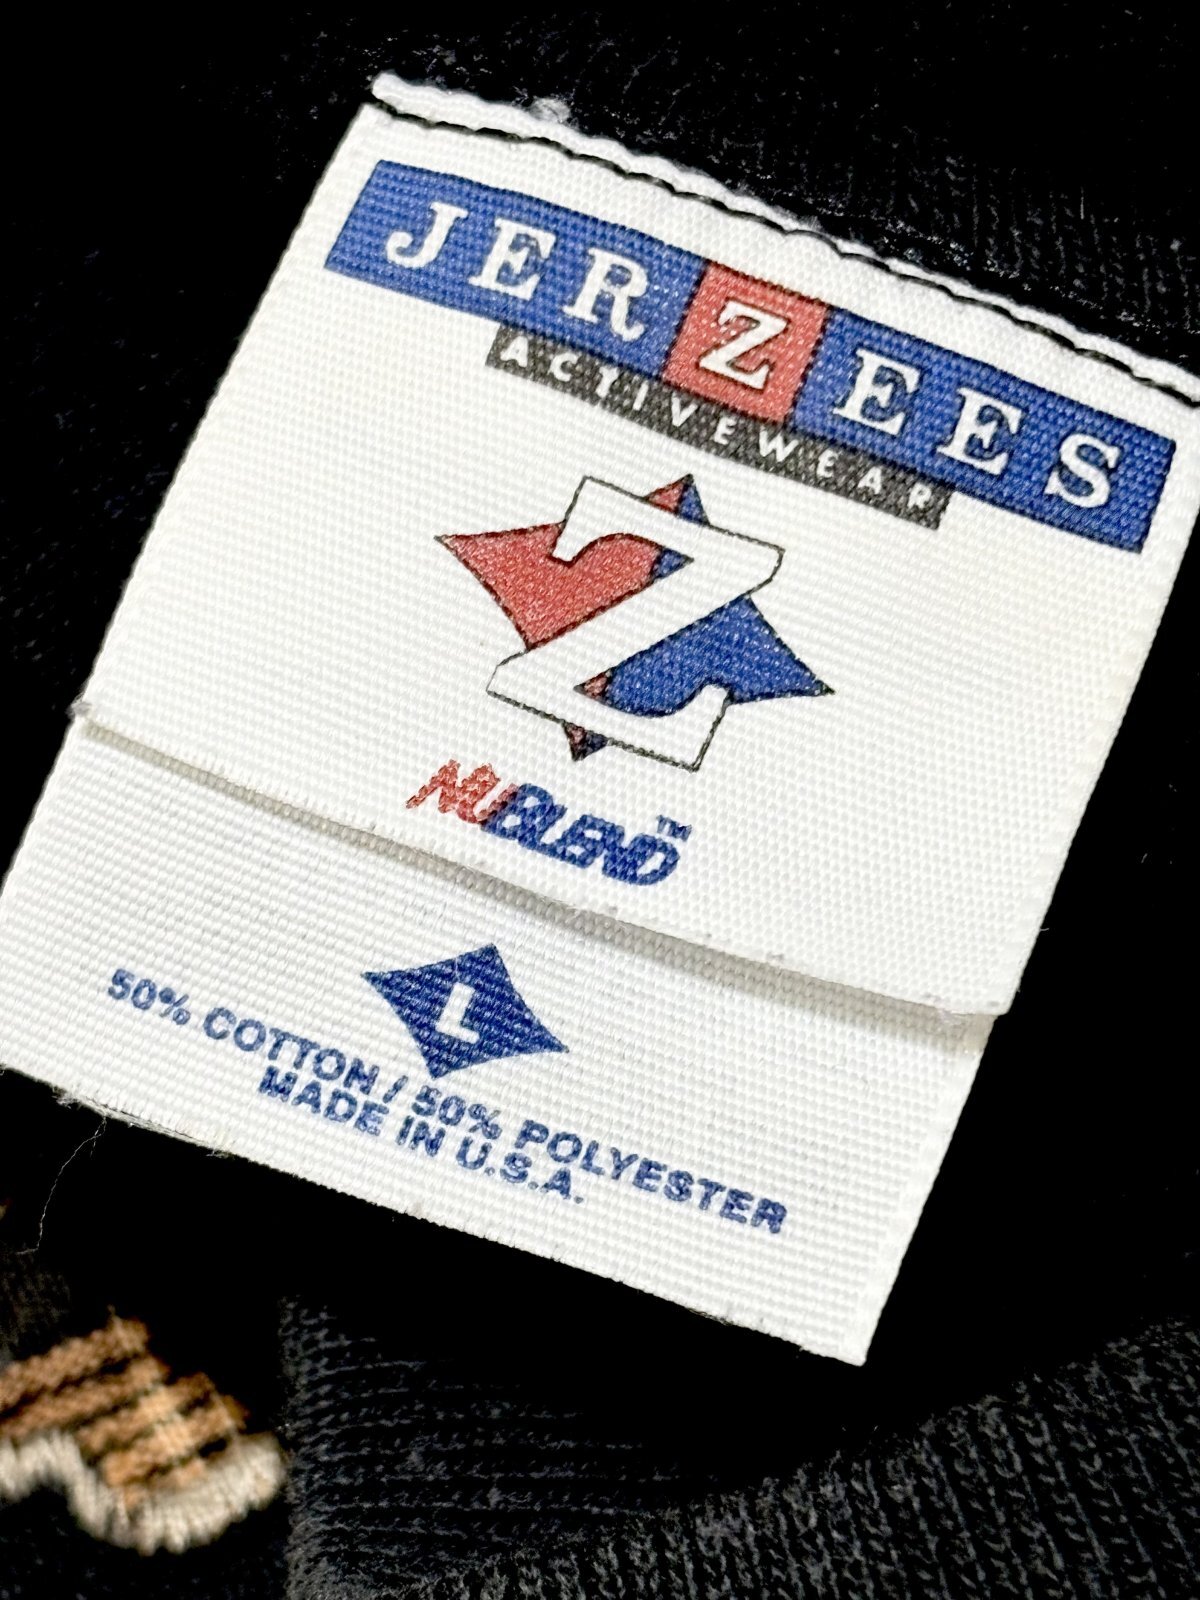 JERZEES
ACTIVEWEAR
Z
NUBLEND™
L
50% COTTON / 50% POLYESTER
MADE IN U.S.A.